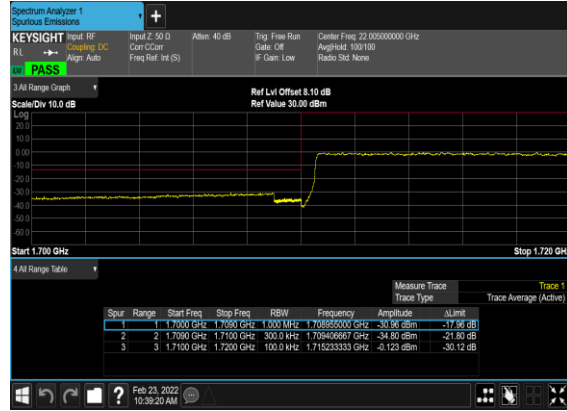 Spectrum Analyzer 1
Spurious Emissions
+
KEYSIGHT Input: RF Input Z: 50 Ω Atten: 40 dB Trig: Free Run Center Freq: 22.005000000 GHz
RL Coupling: DC Corr CCorr Gate: Off Avg|Hold: 100/100
Align: Auto Freq Ref: Int (S) IF Gain: Low Radio Std: None
PASS
3 All Range Graph
Ref Lvl Offset 8.10 dB
Scale/Div 10.0 dB Ref Value 30.00 dBm
Log
20.0
10.0
0.00
-10.0
-20.0
-30.0
-40.0
-50.0
-60.0
Start 1.700 GHz Stop 1.720 GH
4 All Range Table
Measure Trace Trace 1
Trace Type Trace Average (Active)
Spur Range Start Freq Stop Freq RBW Frequency Amplitude ΔLimit
1 1 1.7000 GHz 1.7090 GHz 1.000 MHz 1.708955000 GHz -30.96 dBm -17.96 dB
2 2 1.7090 GHz 1.7100 GHz 300.0 kHz 1.709406667 GHz -34.80 dBm -21.80 dB
3 3 1.7100 GHz 1.7200 GHz 100.0 kHz 1.715233333 GHz -0.123 dBm -30.12 dB
? Feb 23, 2022
10:39:20 AM